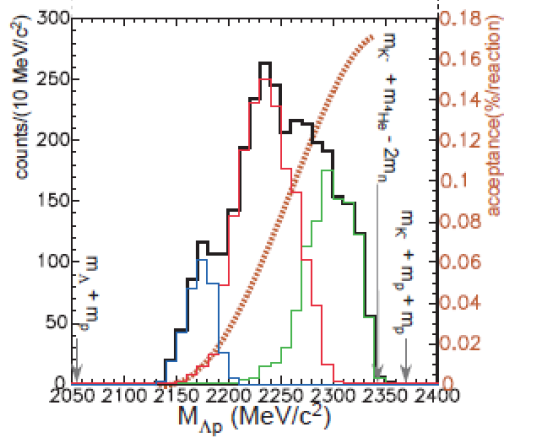 300
250
200
150
100
50
0
counts/(10 MeV/c²)
0.18
0.16
0.14
0.12
0.1
0.08
0.06
0.04
0.02
0
acceptance(%/reaction)
m_Λ + m_p
m_K⁻ + m_⁴He - 2m_n
m_K⁻ + m_p + m_p
2050 2100 2150 2200 2250 2300 2350 2400
M_Λp (MeV/c²)